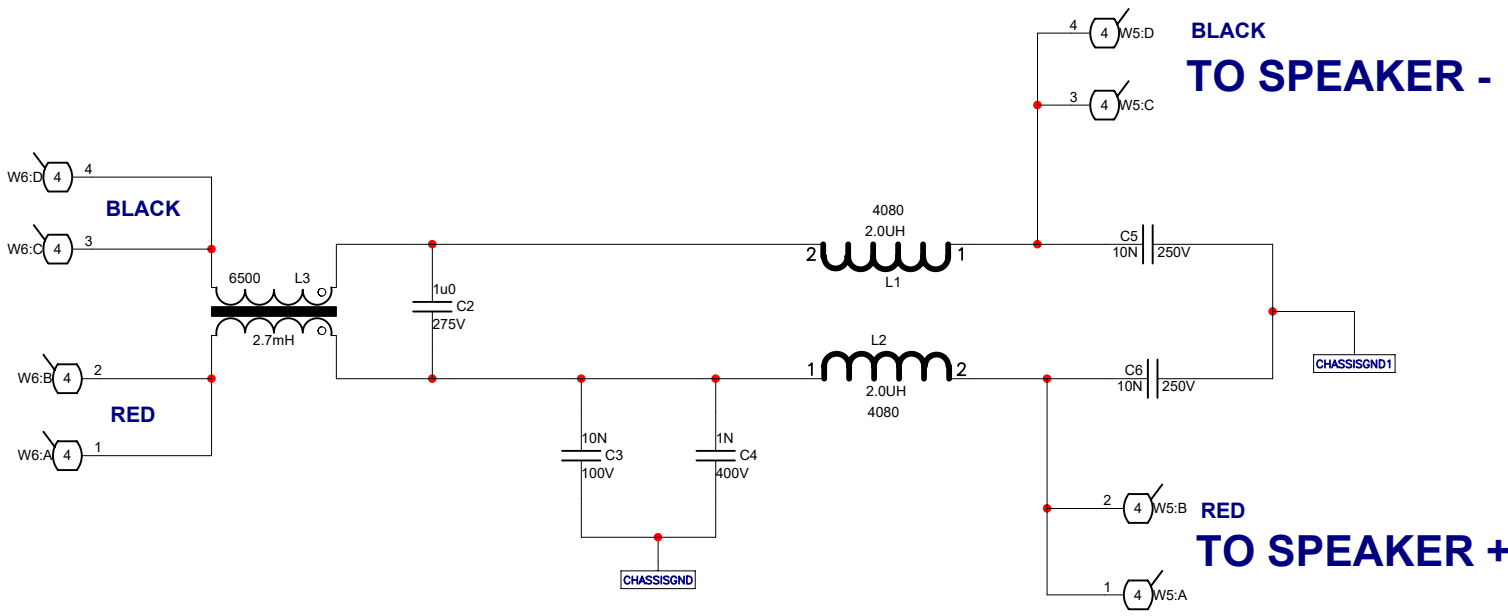 4
4 W5:D
BLACK
TO SPEAKER -
3
4 W5:C
W6:D 4
4
BLACK
W6:C 4
3
4080
2.0UH
2
1
L1
C5
10N
250V
6500
L3
2.7mH
1u0
C2
275V
L2
1
2
2.0UH
4080
C6
10N
250V
CHASSISGND1
W6:B 4
2
RED
W6:A 4
1
10N
C3
100V
1N
C4
400V
CHASSISGND
2
4 W5:B
RED
TO SPEAKER +
1
4 W5:A